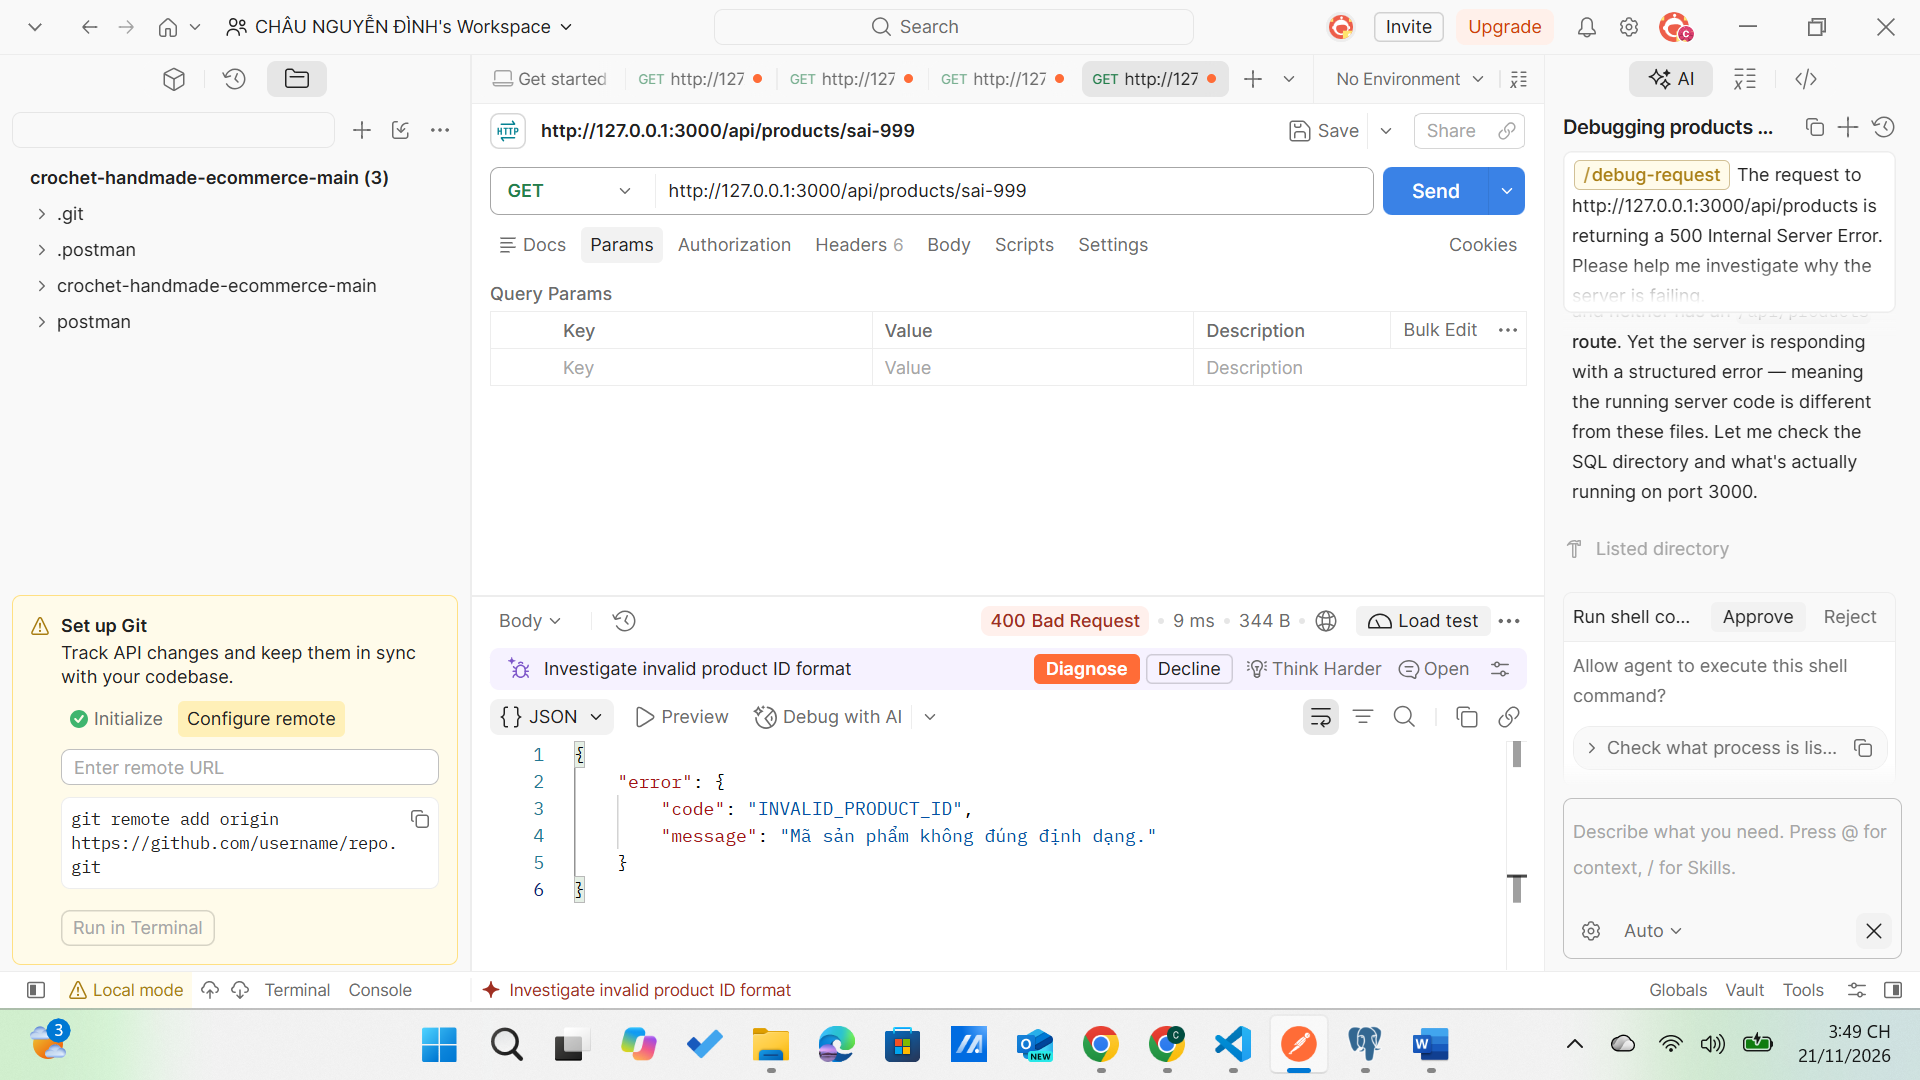 CHÂU NGUYỄN ĐÌNH's Workspace
Search
Invite
Upgrade
C
Get started
GET http://127
GET http://127
GET http://127
GET http://127
No Environment
AI
http://127.0.0.1:3000/api/products/sai-999
HTTP
Save
Share
Debugging products ...
crochet-handmade-ecommerce-main (3)
.git
.postman
crochet-handmade-ecommerce-main
postman
GET
http://127.0.0.1:3000/api/products/sai-999
Send
Docs
Params
Authorization
Headers 6
Body
Scripts
Settings
Cookies
Query Params
Key
Value
Description
Bulk Edit
Key
Value
Description
/debug-request The request to
http://127.0.0.1:3000/api/products is
returning a 500 Internal Server Error.
Please help me investigate why the
server is failing.
and neither has an /api/products
route. Yet the server is responding
with a structured error — meaning
the running server code is different
from these files. Let me check the
SQL directory and what's actually
running on port 3000.
Listed directory
Run shell co...
Approve
Reject
Allow agent to execute this shell
command?
Check what process is lis...
Describe what you need. Press @ for
context, / for Skills.
Auto
Set up Git
Track API changes and keep them in sync
with your codebase.
Initialize
Configure remote
Enter remote URL
git remote add origin
https://github.com/username/repo.
git
Run in Terminal
Body
400 Bad Request
9 ms
344 B
Load test
Investigate invalid product ID format
Diagnose
Decline
Think Harder
Open
{ } JSON
Preview
Debug with AI
1 {
2 "error": {
3 "code": "INVALID_PRODUCT_ID",
4 "message": "Mã sản phẩm không đúng định dạng."
5 }
6 }
Local mode
Terminal
Console
Investigate invalid product ID format
Globals
Vault
Tools
3
NEW
C
W
3:49 CH
21/11/2026